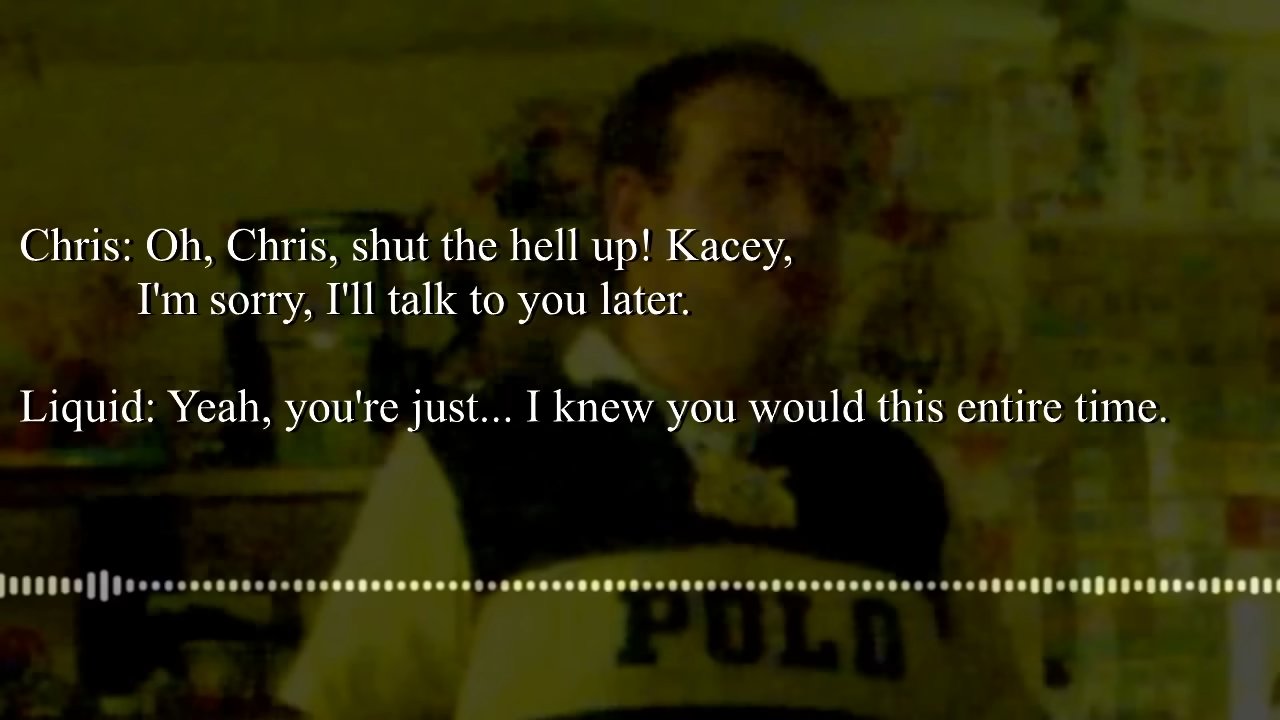 Chris: Oh, Chris, shut the hell up! Kacey,
I'm sorry, I'll talk to you later.
Liquid: Yeah, you're just... I knew you would this entire time.
POLO